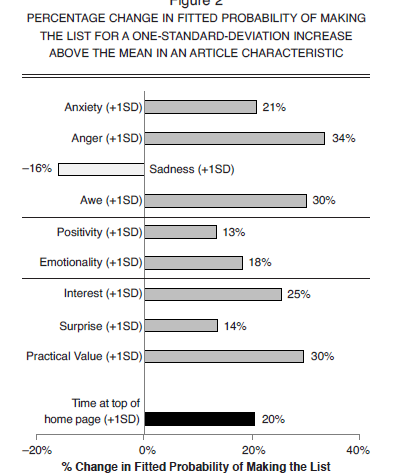 Figure 2
PERCENTAGE CHANGE IN FITTED PROBABILITY OF MAKING
THE LIST FOR A ONE-STANDARD-DEVIATION INCREASE
ABOVE THE MEAN IN AN ARTICLE CHARACTERISTIC
Anxiety (+1SD) 21%
Anger (+1SD) 34%
–16% Sadness (+1SD)
Awe (+1SD) 30%
Positivity (+1SD) 13%
Emotionality (+1SD) 18%
Interest (+1SD) 25%
Surprise (+1SD) 14%
Practical Value (+1SD) 30%
Time at top of
home page (+1SD) 20%
–20% 0% 20% 40%
% Change in Fitted Probability of Making the List